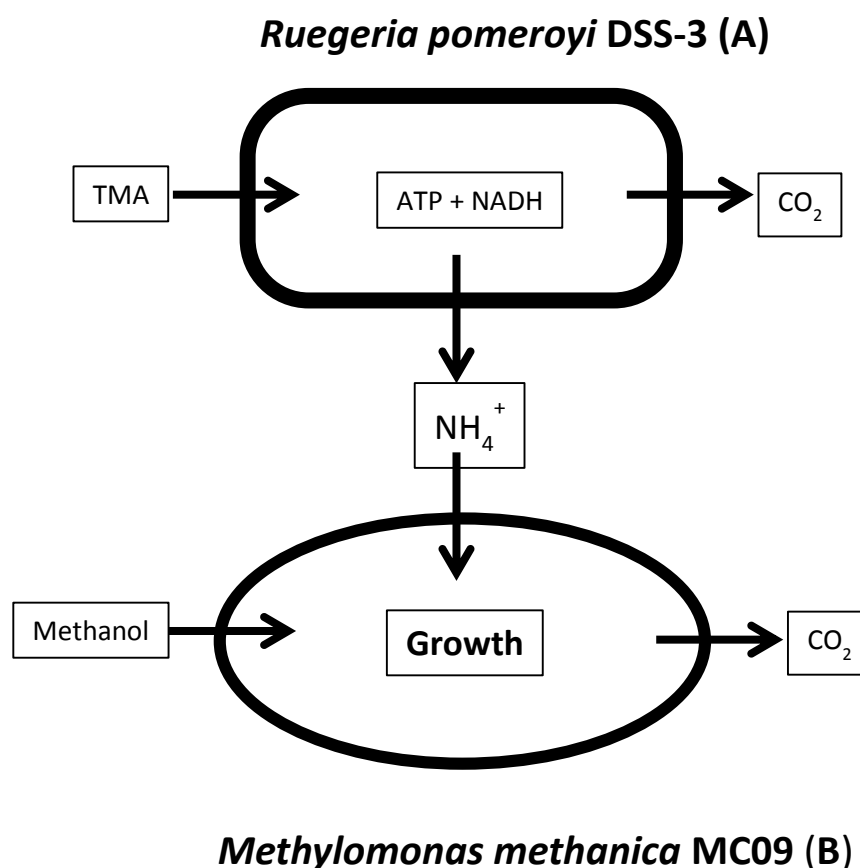 Ruegeria pomeroyi DSS-3 (A)
TMA
ATP + NADH
CO₂
NH₄⁺
Methanol
Growth
CO₂
Methylomonas methanica MC09 (B)